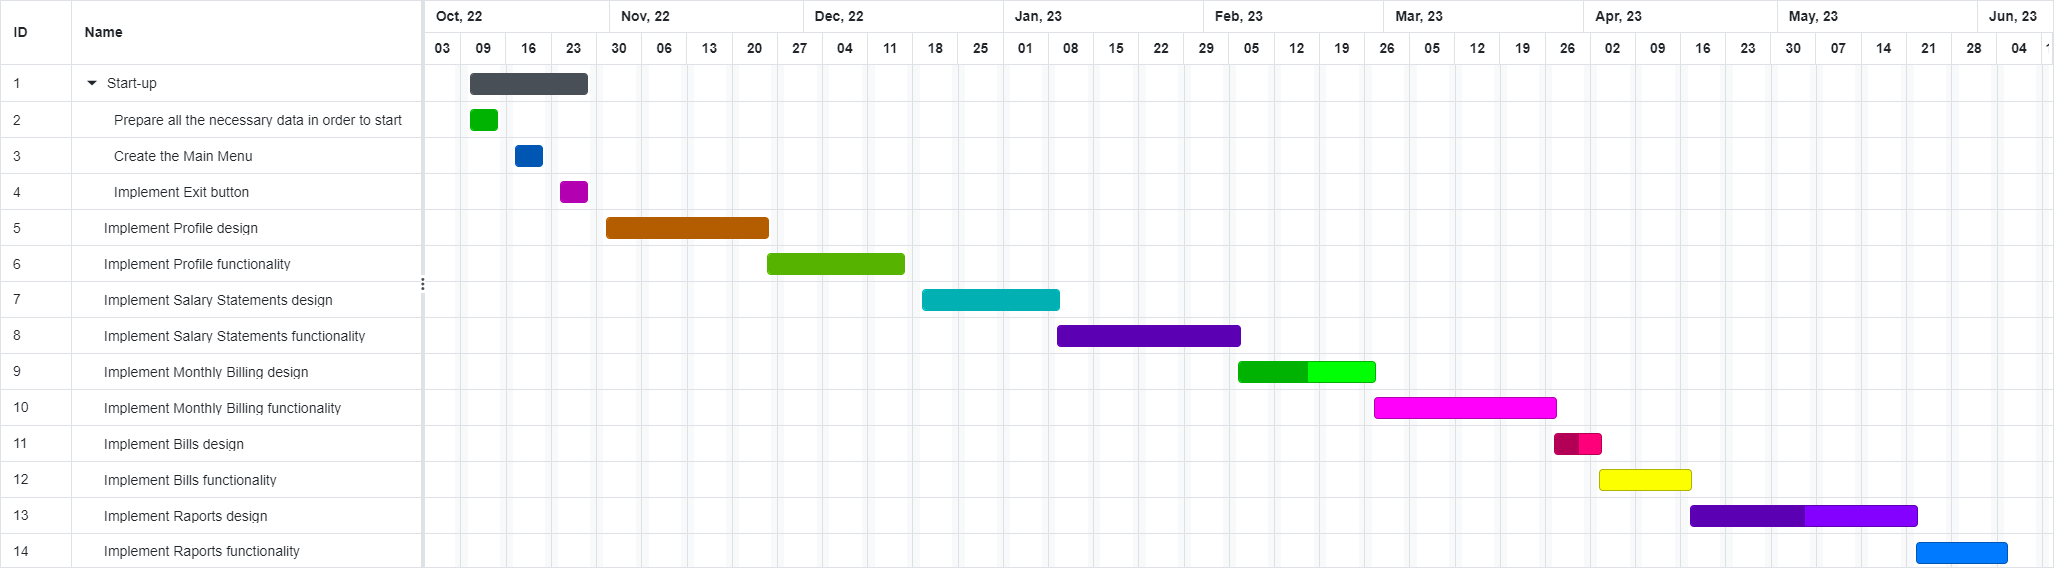 ID Name Oct, 22 Nov, 22 Dec, 22 Jan, 23 Feb, 23 Mar, 23 Apr, 23 May, 23 Jun, 23
03 09 16 23 30 06 13 20 27 04 11 18 25 01 08 15 22 29 05 12 19 26 05 12 19 26 02 09 16 23 30 07 14 21 28 04
1 Start-up
2 Prepare all the necessary data in order to start
3 Create the Main Menu
4 Implement Exit button
5 Implement Profile design
6 Implement Profile functionality
7 Implement Salary Statements design
8 Implement Salary Statements functionality
9 Implement Monthly Billing design
10 Implement Monthly Billing functionality
11 Implement Bills design
12 Implement Bills functionality
13 Implement Raports design
14 Implement Raports functionality